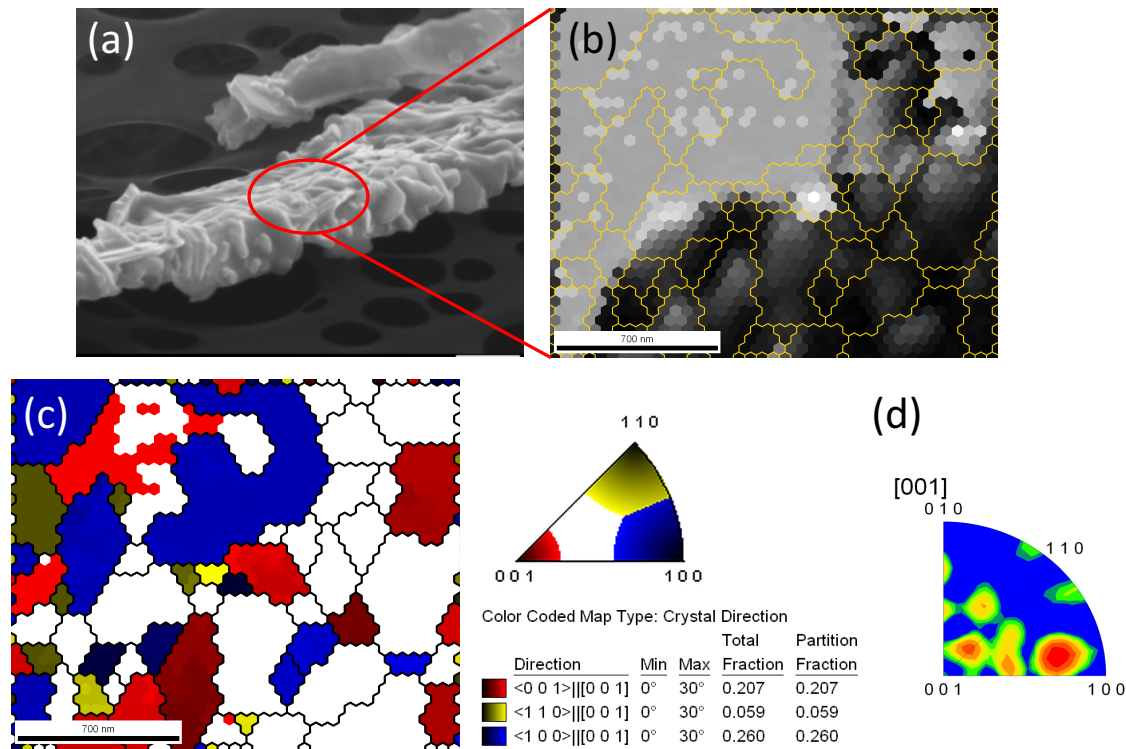 (a)
(b)
700 nm
(c)
700 nm
1 1 0
0 0 1
1 0 0
Color Coded Map Type: Crystal Direction
Total Partition
Direction Min Max Fraction Fraction
<0 0 1>||[0 0 1] 0° 30° 0.207 0.207
<1 1 0>||[0 0 1] 0° 30° 0.059 0.059
<1 0 0>||[0 0 1] 0° 30° 0.260 0.260
(d)
[001]
0 1 0
1 1 0
0 0 1
1 0 0